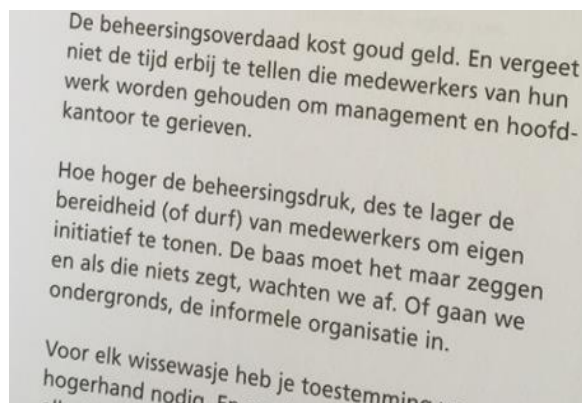 De beheersingsoverdaad kost goud geld. En vergeet
niet de tijd erbij te tellen die medewerkers van hun
werk worden gehouden om management en hoofd-
kantoor te gerieven.
Hoe hoger de beheersingsdruk, des te lager de
bereidheid (of durf) van medewerkers om eigen
initiatief te tonen. De baas moet het maar zeggen
en als die niets zegt, wachten we af. Of gaan we
ondergronds, de informele organisatie in.
Voor elk wissewasje heb je toestemming
hogerhand nodig.